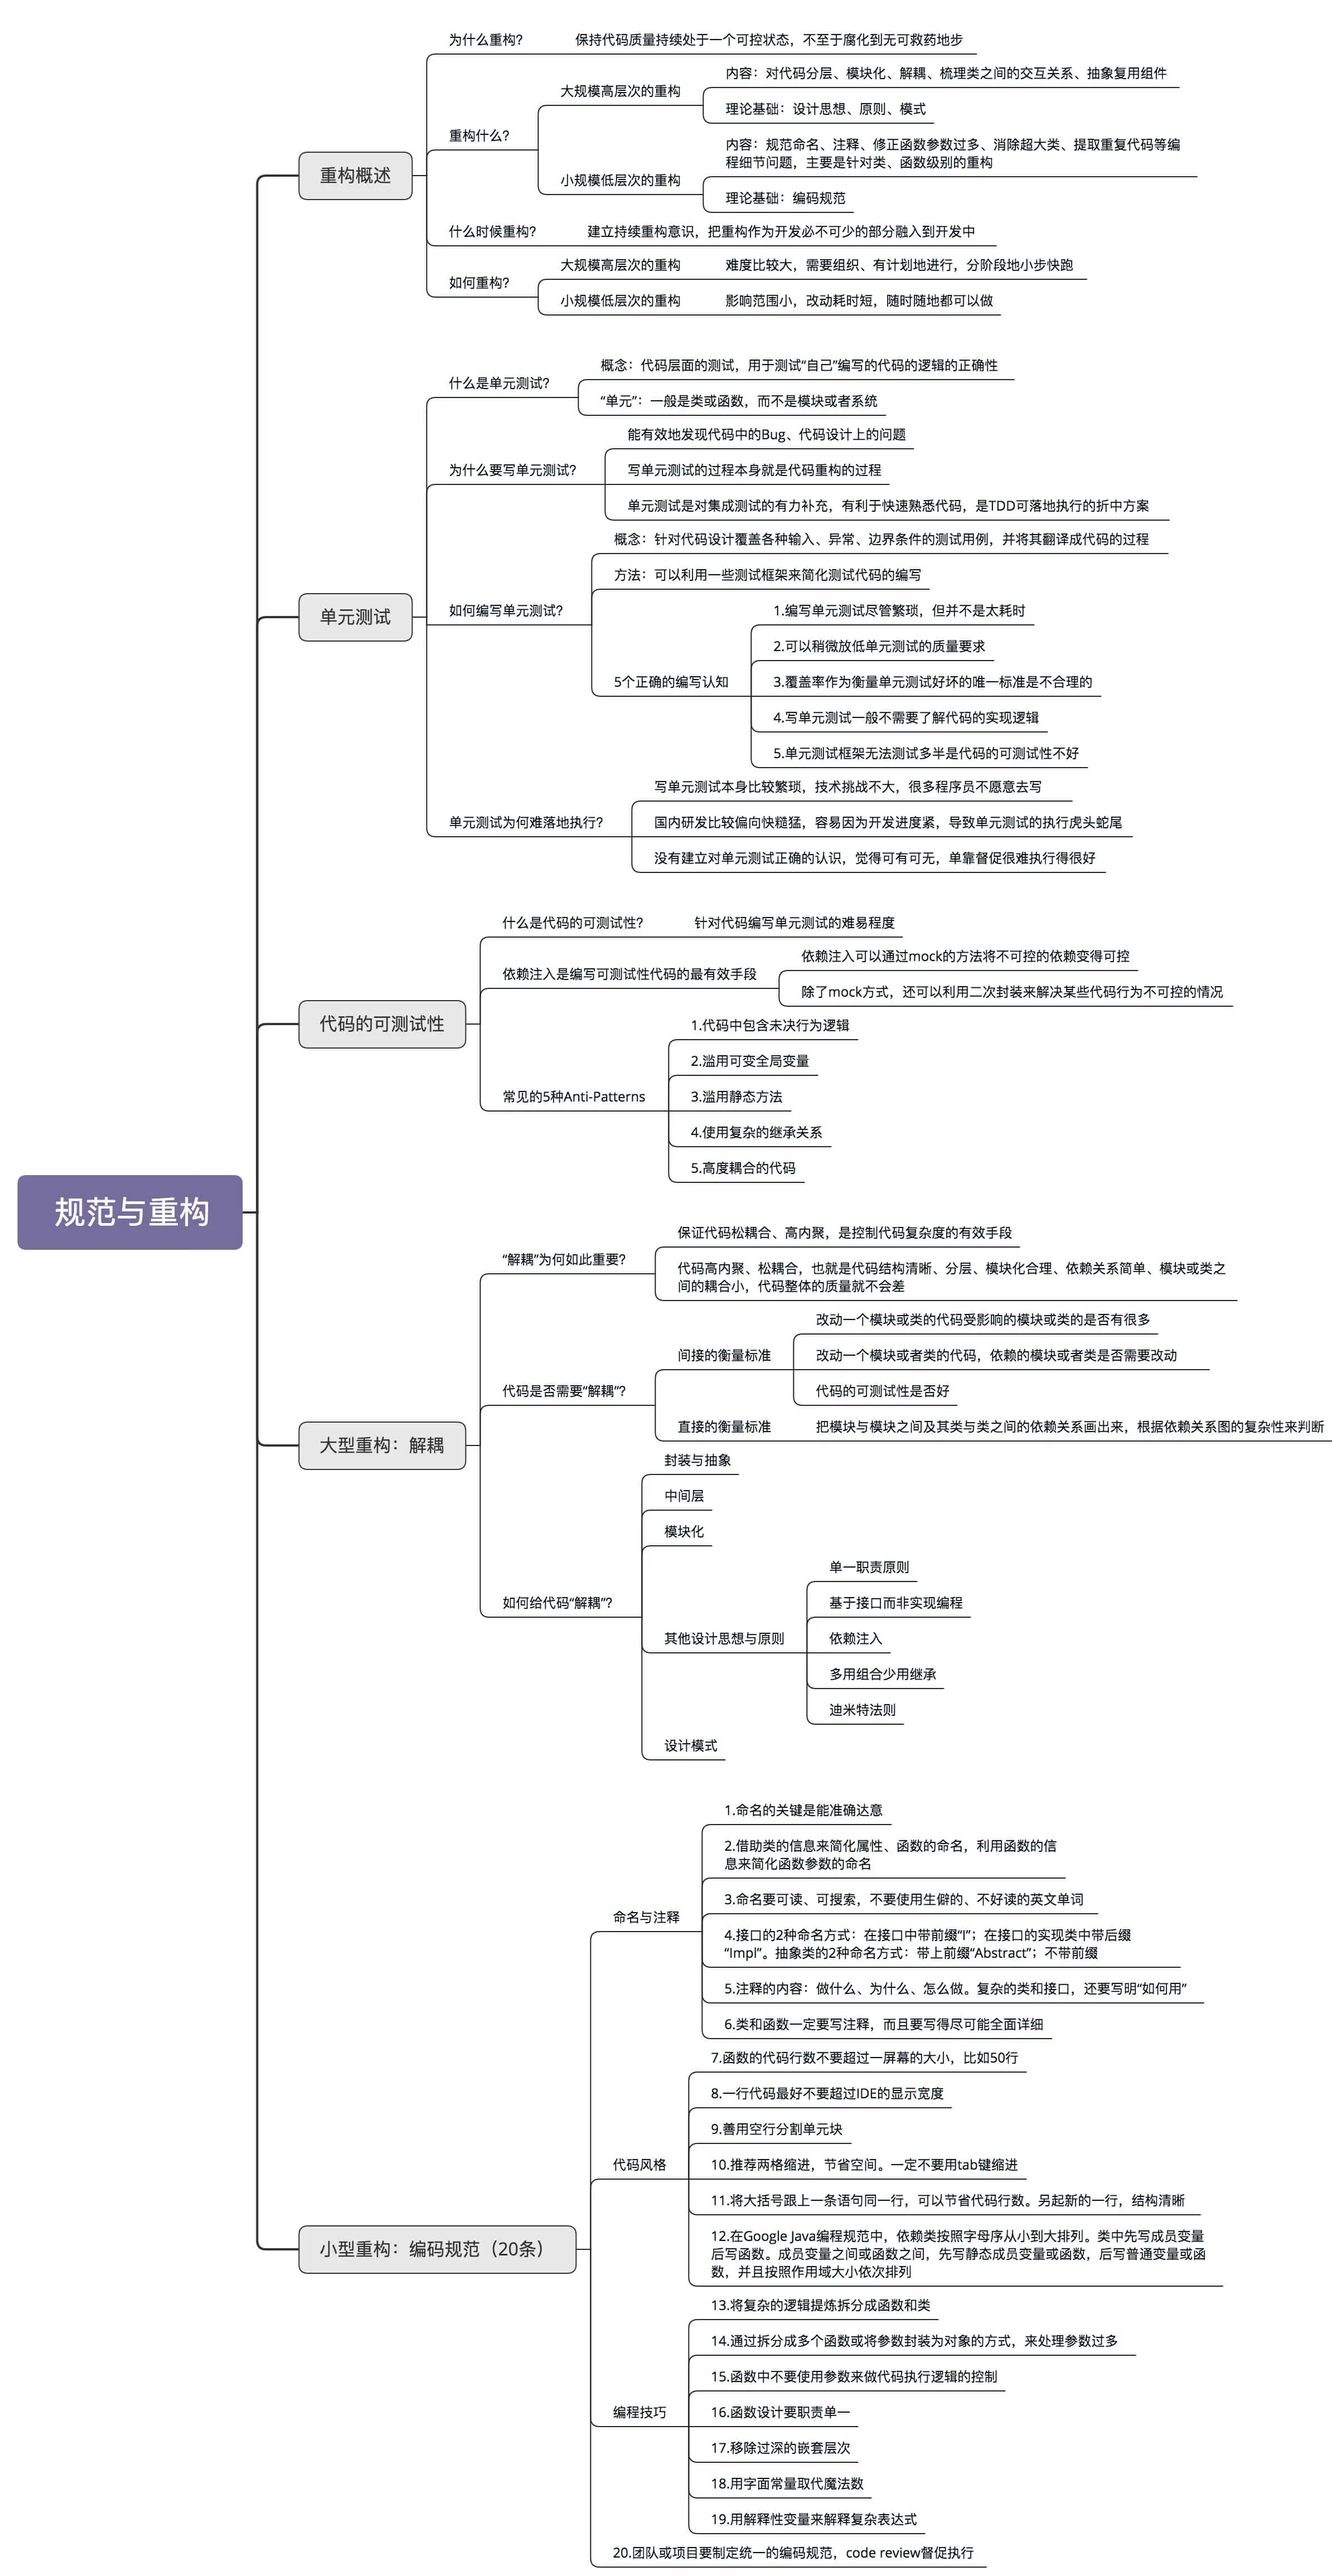 规范与重构
重构概述
为什么重构?
保持代码质量持续处于一个可控状态，不至于腐化到无可救药地步
重构什么?
大规模高层次的重构
内容：对代码分层、模块化、解耦、梳理类之间的交互关系、抽象复用组件
理论基础：设计思想、原则、模式
小规模低层次的重构
内容：规范命名、注释、修正函数参数过多、消除超大类、提取重复代码等编
程细节问题，主要是针对类、函数级别的重构
理论基础：编码规范
什么时候重构?
建立持续重构意识，把重构作为开发必不可少的部分融入到开发中
如何重构?
大规模高层次的重构
难度比较大，需要组织、有计划地进行，分阶段地小步快跑
小规模低层次的重构
影响范围小，改动耗时短，随时随地都可以做
单元测试
什么是单元测试?
概念：代码层面的测试，用于测试“自己”编写的代码的逻辑的正确性
“单元”：一般是类或函数，而不是模块或者系统
为什么要写单元测试?
能有效地发现代码中的Bug、代码设计上的问题
写单元测试的过程本身就是代码重构的过程
单元测试是对集成测试的有力补充，有利于快速熟悉代码，是TDD可落地执行的折中方案
如何编写单元测试?
概念：针对代码设计覆盖各种输入、异常、边界条件的测试用例，并将其翻译成代码的过程
方法：可以利用一些测试框架来简化测试代码的编写
5个正确的编写认知
1.编写单元测试尽管繁琐，但并不是太耗时
2.可以稍微放低单元测试的质量要求
3.覆盖率作为衡量单元测试好坏的唯一标准是不合理的
4.写单元测试一般不需要了解代码的实现逻辑
5.单元测试框架无法测试多半是代码的可测试性不好
单元测试为何难落地执行?
写单元测试本身比较繁琐，技术挑战不大，很多程序员不愿意去写
国内研发比较偏向快糙猛，容易因为开发进度紧，导致单元测试的执行虎头蛇尾
没有建立对单元测试正确的认识，觉得可有可无，单靠督促很难执行得很好
代码的可测试性
什么是代码的可测试性?
针对代码编写单元测试的难易程度
依赖注入是编写可测试性代码的最有效手段
依赖注入可以通过mock的方法将不可控的依赖变得可控
除了mock方式，还可以利用二次封装来解决某些代码行为不可控的情况
常见的5种Anti-Patterns
1.代码中包含未决行为逻辑
2.滥用可变全局变量
3.滥用静态方法
4.使用复杂的继承关系
5.高度耦合的代码
大型重构：解耦
“解耦”为何如此重要?
保证代码松耦合、高内聚，是控制代码复杂度的有效手段
代码高内聚、松耦合，也就是代码结构清晰、分层、模块化合理、依赖关系简单、模块或类之
间的耦合小，代码整体的质量就不会差
代码是否需要“解耦”?
间接的衡量标准
改动一个模块或类的代码受影响的模块或类的是否有很多
改动一个模块或者类的代码，依赖的模块或者类是否需要改动
代码的可测试性是否好
直接的衡量标准
把模块与模块之间及其类与类之间的依赖关系画出来，根据依赖关系图的复杂性来判断
如何给代码“解耦”?
封装与抽象
中间层
模块化
其他设计思想与原则
单一职责原则
基于接口而非实现编程
依赖注入
多用组合少用继承
迪米特法则
设计模式
小型重构：编码规范（20条）
命名与注释
1.命名的关键是能准确达意
2.借助类的信息来简化属性、函数的命名，利用函数的信
息来简化函数参数的命名
3.命名要可读、可搜索，不要使用生僻的、不好读的英文单词
4.接口的2种命名方式：在接口中带前缀“I”；在接口的实现类中带后缀
“Impl”。抽象类的2种命名方式：带上前缀“Abstract”；不带前缀
5.注释的内容：做什么、为什么、怎么做。复杂的类和接口，还要写明“如何用”
6.类和函数一定要写注释，而且要写得尽可能全面详细
代码风格
7.函数的代码行数不要超过一屏幕的大小，比如50行
8.一行代码最好不要超过IDE的显示宽度
9.善用空行分割单元块
10.推荐两格缩进，节省空间。一定不要用tab键缩进
11.将大括号跟上一条语句同一行，可以节省代码行数。另起新的一行，结构清晰
12.在Google Java编程规范中，依赖类按照字母序从小到大排列。类中先写成员变量
后写函数。成员变量之间或函数之间，先写静态成员变量或函数，后写普通变量或函
数，并且按照作用域大小依次排列
编程技巧
13.将复杂的逻辑提炼拆分成函数和类
14.通过拆分成多个函数或将参数封装为对象的方式，来处理参数过多
15.函数中不要使用参数来做代码执行逻辑的控制
16.函数设计要职责单一
17.移除过深的嵌套层次
18.用字面常量取代魔法数
19.用解释性变量来解释复杂表达式
20.团队或项目要制定统一的编码规范，code review督促执行